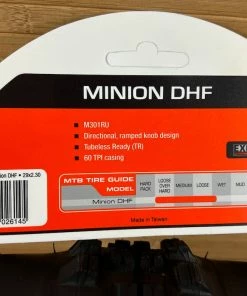 MINION DHF
EXO
• M301RU
• Directional, ramped knob design
• Tubeless Ready (TR)
• 60 TPI casing
ion DHF • 29x2.30
MTB TIRE GUIDE
MODEL
HARD PACK
LOOSE OVER HARD
MEDIUM
LOOSE
WET
MUD
Minion DHF
026145
Made in Taiwan